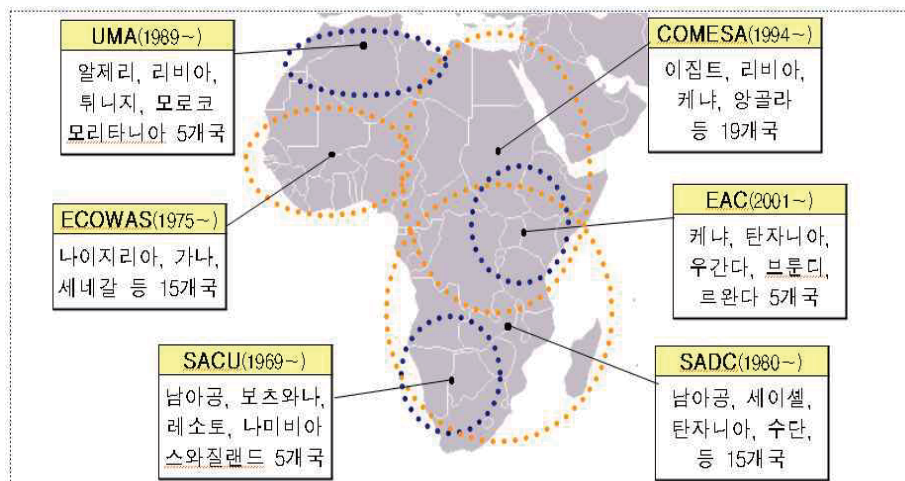 UMA(1989~)
알제리, 리비아,
튀니지, 모로코
모리타니아 5개국
COMESA(1994~)
이집트, 리비아,
케냐, 앙골라
등 19개국
ECOWAS(1975~)
나이지리아, 가나,
세네갈 등 15개국
EAC(2001~)
케냐, 탄자니아,
우간다, 브룬디,
르완다 5개국
SACU(1969~)
남아공, 보츠와나,
레소토, 나미비아
스와질랜드 5개국
SADC(1980~)
남아공, 세이셸,
탄자니아, 수단,
등 15개국